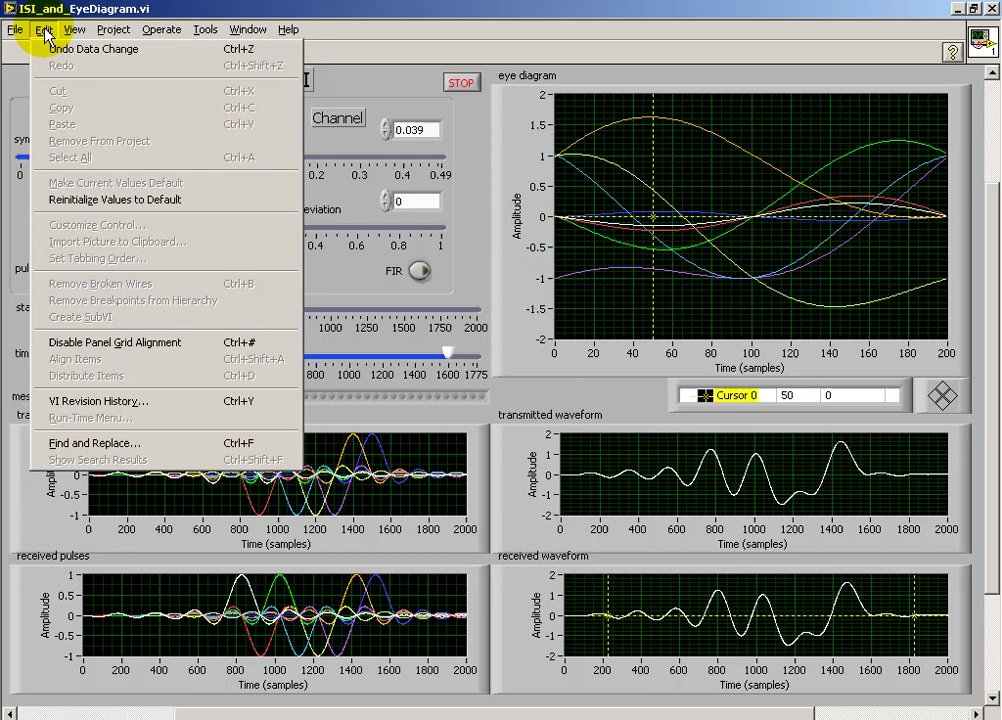 ISI_and_EyeDiagram.vi
File Edit View Project Operate Tools Window Help
Undo Data Change Ctrl+Z
Redo Ctrl+Shift+Z
Cut Ctrl+X
Copy Ctrl+C
Paste Ctrl+V
Remove From Project
Select All Ctrl+A
Make Current Values Default
Reinitialize Values to Default
Customize Control...
Import Picture to Clipboard...
Set Tabbing Order...
Remove Broken Wires Ctrl+B
Remove Breakpoints from Hierarchy
Create SubVI
Disable Panel Grid Alignment Ctrl+#
Align Items Ctrl+Shift+A
Distribute Items Ctrl+D
VI Revision History... Ctrl+Y
Run-Time Menu...
Find and Replace... Ctrl+F
Show Search Results Ctrl+Shift+F
I
STOP
Channel
0.039
0 0.2 0.3 0.4 0.49
0
0.4 0.6 0.8 1
FIR
1000 1250 1500 1750 2000
800 1000 1200 1400 1600 1775
eye diagram
Amplitude
2
1.5
1
0.5
0
-0.5
-1
-1.5
-2
0 20 40 60 80 100 120 140 160 180 200
Time (samples)
Cursor 0 50 0
Amplitude
0
-0.5
-1
0 200 400 600 800 1000 1200 1400 1600 1800 2000
Time (samples)
transmitted waveform
Amplitude
2
1
0
-1
-2
0 200 400 600 800 1000 1200 1400 1600 1800 2000
Time (samples)
received pulses
Amplitude
1
0.5
0
-0.5
-1
0 200 400 600 800 1000 1200 1400 1600 1800 2000
Time (samples)
received waveform
Amplitude
2
1
0
-1
-2
0 200 400 600 800 1000 1200 1400 1600 1800 2000
Time (samples)